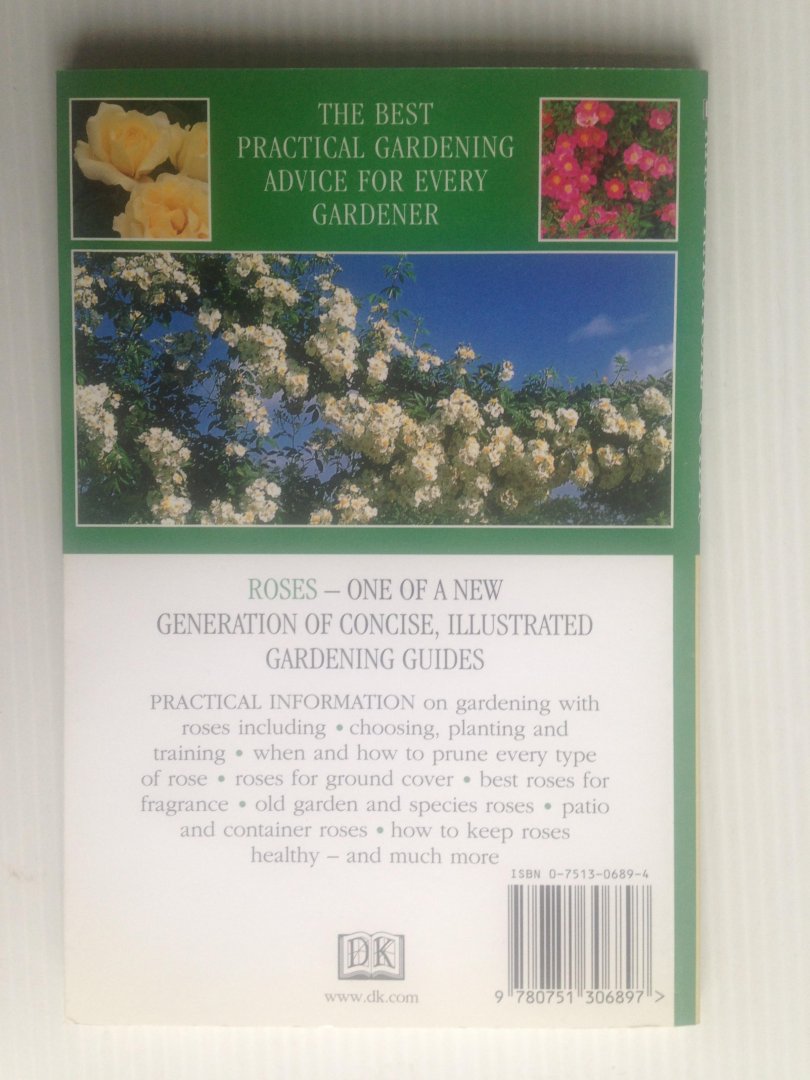 THE BEST
PRACTICAL GARDENING
ADVICE FOR EVERY
GARDENER
ROSES – ONE OF A NEW
GENERATION OF CONCISE, ILLUSTRATED
GARDENING GUIDES
PRACTICAL INFORMATION on gardening with
roses including • choosing, planting and
training • when and how to prune every type
of rose • roses for ground cover • best roses for
fragrance • old garden and species roses • patio
and container roses • how to keep roses
healthy – and much more
ISBN 0-7513-0689-4
DK
www.dk.com
9 780751 306897 >